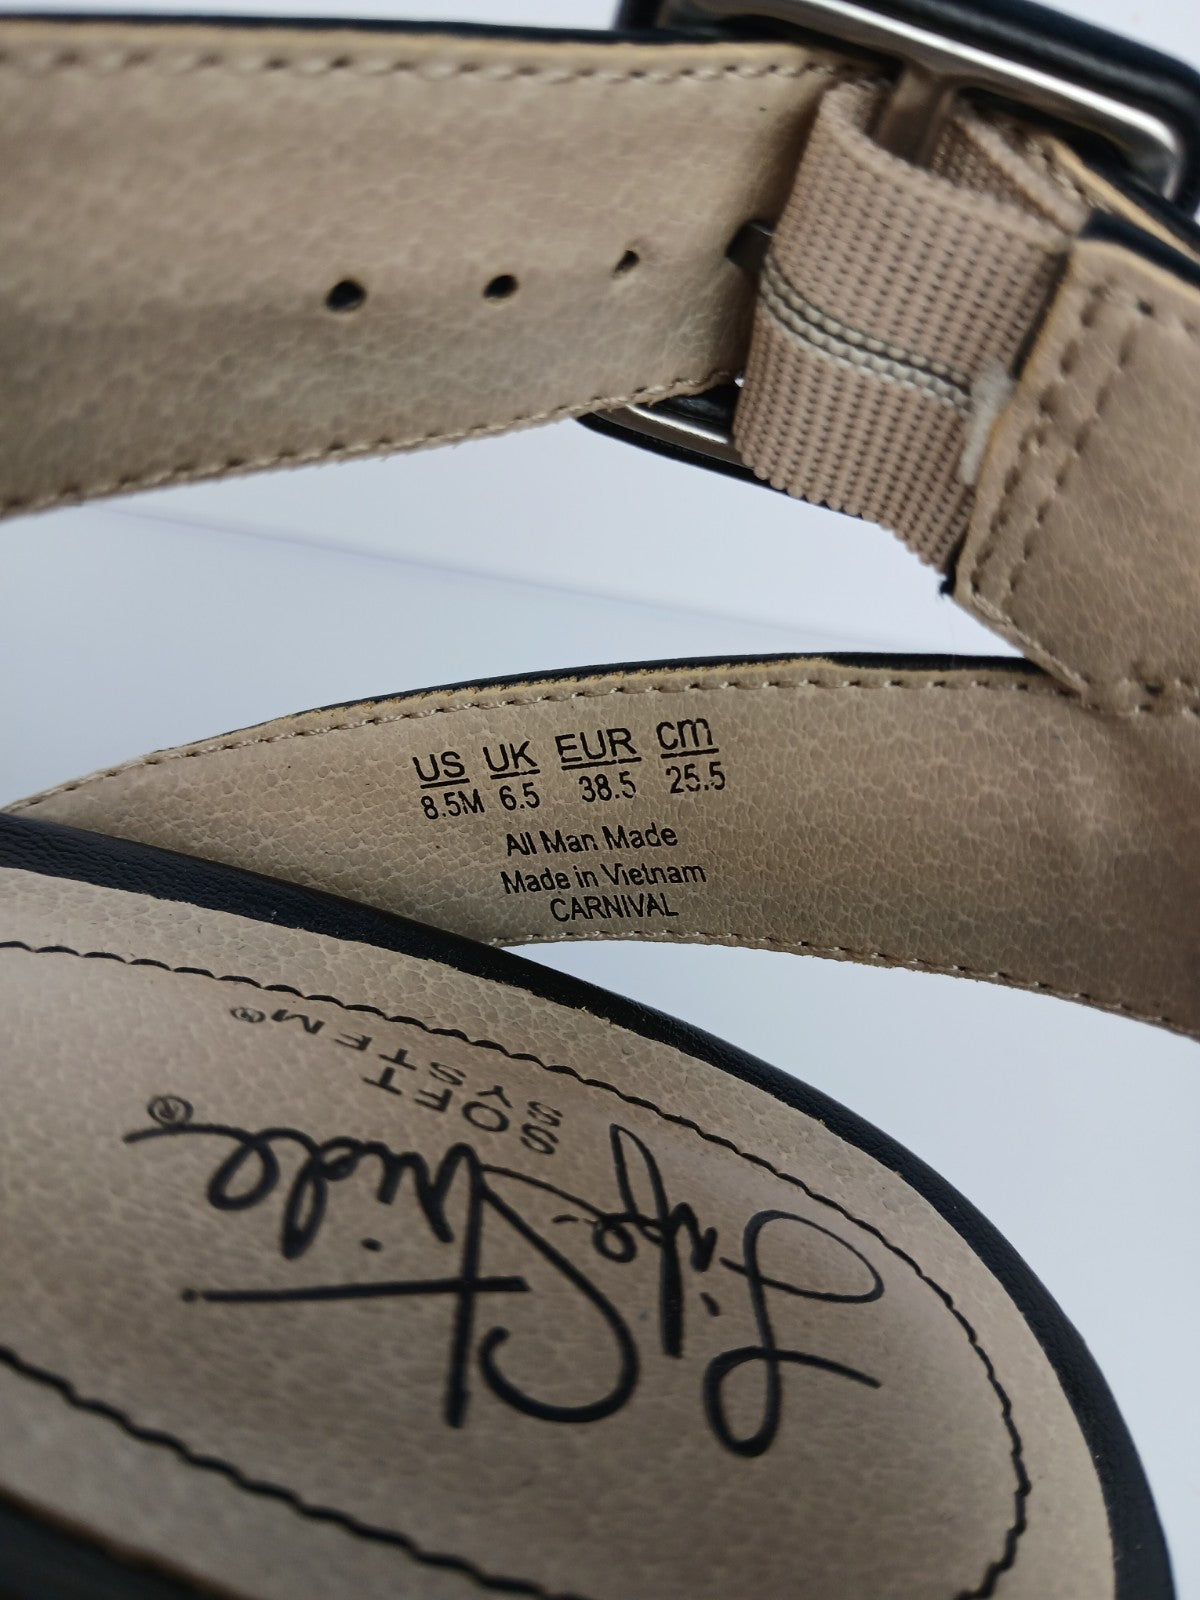 US UK EUR cm
8.5M 6.5 38.5 25.5
All Man Made
Made in Vietnam
CARNIVAL
LifeStride®
SOFT
SYSTEM®